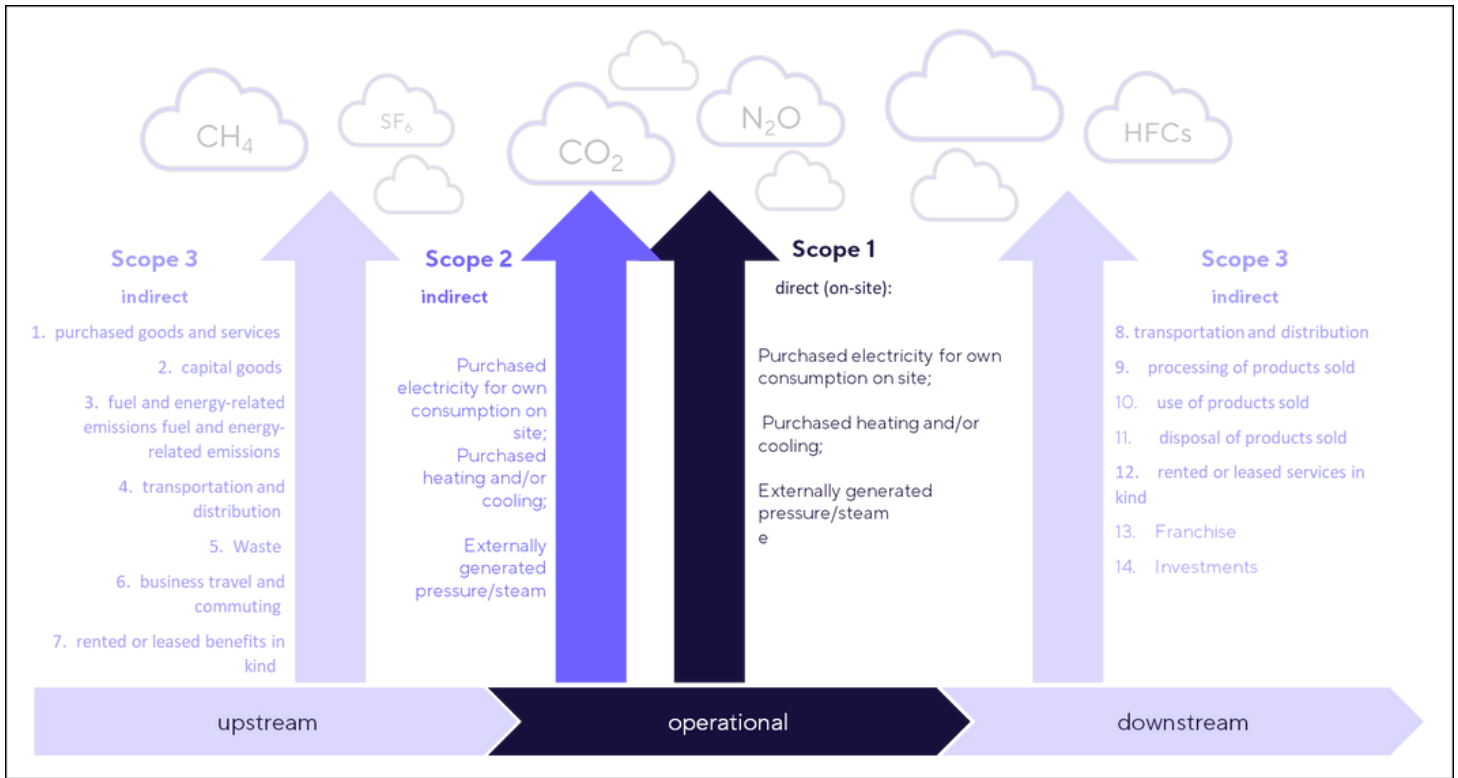 CH₄
SF₆
CO₂
N₂O
HFCs
Scope 3
indirect
1. purchased goods and services
2. capital goods
3. fuel and energy-related
emissions fuel and energy-
related emissions
4. transportation and
distribution
5. Waste
6. business travel and
commuting
7. rented or leased benefits in
kind
Scope 2
indirect
Purchased
electricity for own
consumption on
site;
Purchased
heating and/or
cooling;
Externally
generated
pressure/steam
Scope 1
direct (on-site):
Purchased electricity for own
consumption on site;
Purchased heating and/or
cooling;
Externally generated
pressure/steam
e
Scope 3
indirect
8. transportation and distribution
9. processing of products sold
10. use of products sold
11. disposal of products sold
12. rented or leased services in
kind
13. Franchise
14. Investments
upstream
operational
downstream